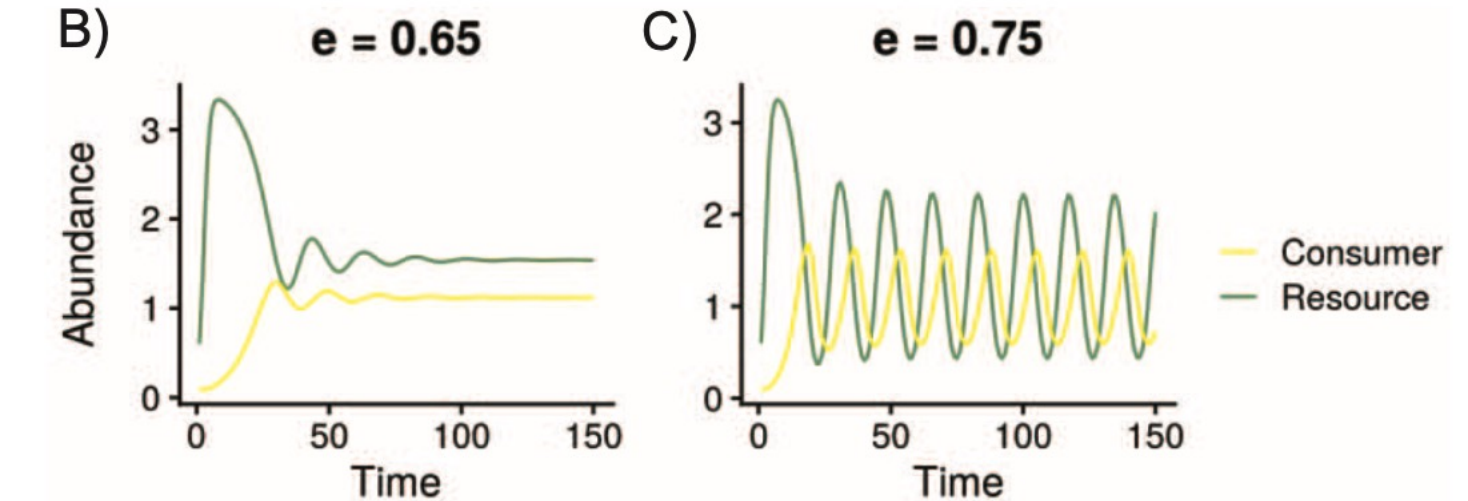 B)
e = 0.65
Abundance
3
2
1
0
0 50 100 150
Time
C)
e = 0.75
3
2
1
0
0 50 100 150
Time
Consumer
Resource